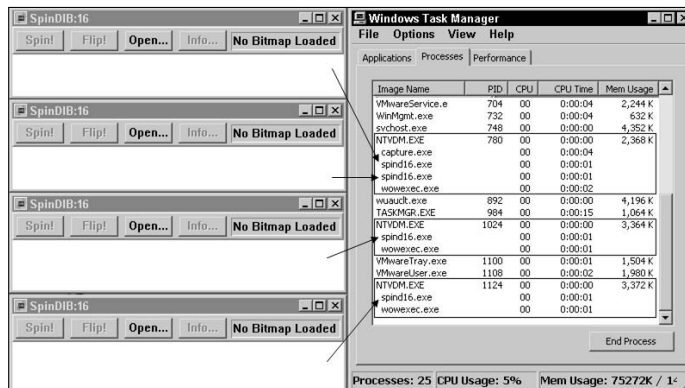 SpinDIB:16
Spin! Flip! Open... Info... No Bitmap Loaded
SpinDIB:16
Spin! Flip! Open... Info... No Bitmap Loaded
SpinDIB:16
Spin! Flip! Open... Info... No Bitmap Loaded
SpinDIB:16
Spin! Flip! Open... Info... No Bitmap Loaded
Windows Task Manager
File Options View Help
Applications Processes Performance
Image Name PID CPU CPU Time Mem Usage
VMwareService.e 704 00 0:00:04 2,244 K
WinMgmt.exe 732 00 0:00:04 632 K
svchost.exe 748 00 0:00:00 4,352 K
NTVDM.EXE 780 00 0:00:00 2,368 K
capture.exe 00 0:00:04
spind16.exe 00 0:00:01
spind16.exe 00 0:00:01
wowexec.exe 00 0:00:02
wuauclt.exe 892 00 0:00:00 4,196 K
TASKMGR.EXE 984 00 0:00:15 1,064 K
NTVDM.EXE 1024 00 0:00:00 3,364 K
spind16.exe 00 0:00:01
wowexec.exe 00 0:00:01
VMwareTray.exe 1100 00 0:00:01 1,504 K
VMwareUser.exe 1108 00 0:00:02 1,980 K
NTVDM.EXE 1124 00 0:00:00 3,372 K
spind16.exe 00 0:00:01
wowexec.exe 00 0:00:01
End Process
Processes: 25 CPU Usage: 5% Mem Usage: 75272K /